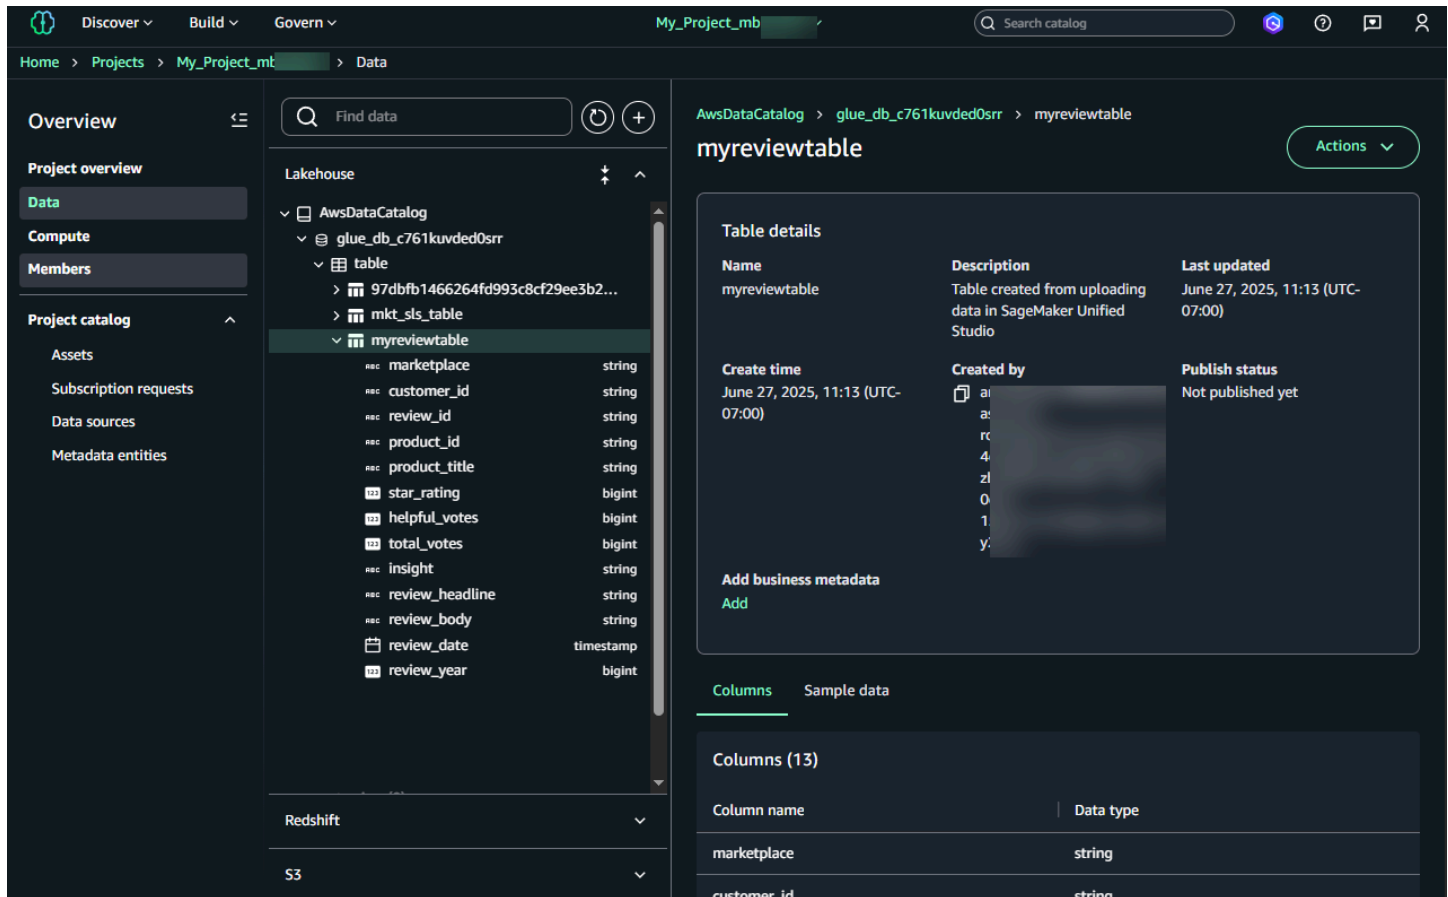 Discover Build Govern My_Project_mb Search catalog
Home > Projects > My_Project_mb > Data
Overview
Project overview
Data
Compute
Members
Project catalog
Assets
Subscription requests
Data sources
Metadata entities
Find data
Lakehouse
AwsDataCatalog
glue_db_c761kuvded0srr
table
97dbfb1466264fd993c8cf29ee3b2...
mkt_sls_table
myreviewtable
marketplace string
customer_id string
review_id string
product_id string
product_title string
star_rating bigint
helpful_votes bigint
total_votes bigint
insight string
review_headline string
review_body string
review_date timestamp
review_year bigint
Redshift
S3
AwsDataCatalog > glue_db_c761kuvded0srr > myreviewtable
myreviewtable
Actions
Table details
Name
myreviewtable
Description
Table created from uploading
data in SageMaker Unified
Studio
Last updated
June 27, 2025, 11:13 (UTC-
07:00)
Create time
June 27, 2025, 11:13 (UTC-
07:00)
Created by
Publish status
Not published yet
Add business metadata
Add
Columns Sample data
Columns (13)
Column name Data type
marketplace string
customer_id string